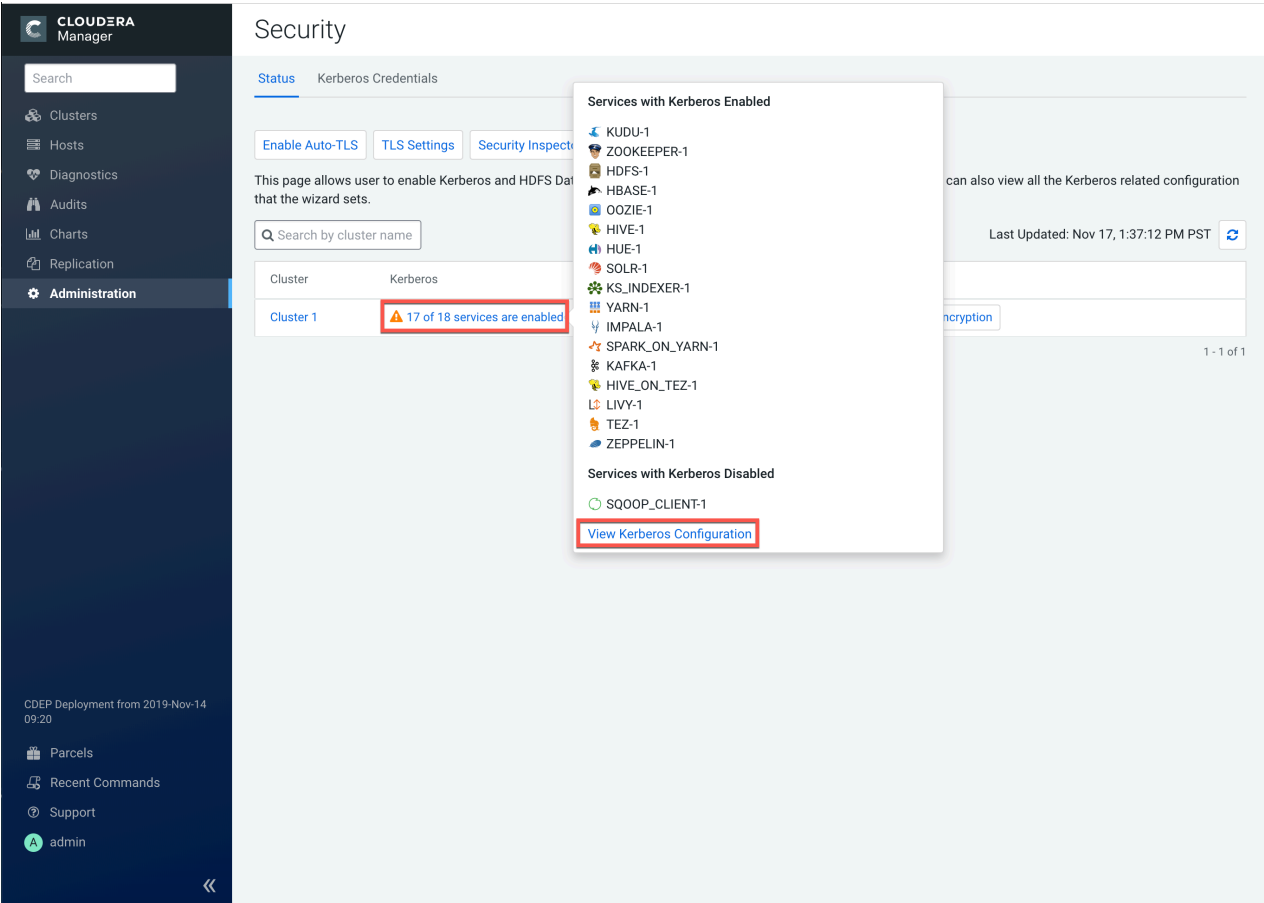 CLOUDERA
Manager
Search
Clusters
Hosts
Diagnostics
Audits
Charts
Replication
Administration
CDEP Deployment from 2019-Nov-14
09:20
Parcels
Recent Commands
Support
A admin
Security
Status Kerberos Credentials
Enable Auto-TLS TLS Settings Security Inspecto
This page allows user to enable Kerberos and HDFS Dat can also view all the Kerberos related configuration
that the wizard sets.
Search by cluster name Last Updated: Nov 17, 1:37:12 PM PST
Cluster Kerberos
Cluster 1 17 of 18 services are enabled ncryption
1 - 1 of 1
Services with Kerberos Enabled
KUDU-1
ZOOKEEPER-1
HDFS-1
HBASE-1
OOZIE-1
HIVE-1
HUE-1
SOLR-1
KS_INDEXER-1
YARN-1
IMPALA-1
SPARK_ON_YARN-1
KAFKA-1
HIVE_ON_TEZ-1
LIVY-1
TEZ-1
ZEPPELIN-1
Services with Kerberos Disabled
SQOOP_CLIENT-1
View Kerberos Configuration